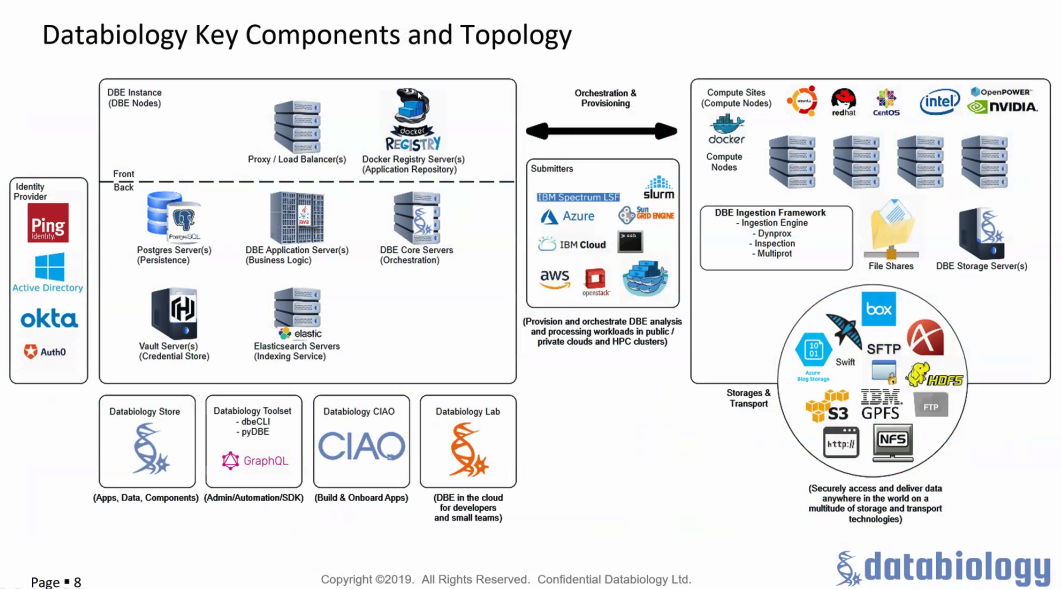 Databiology Key Components and Topology
DBE Instance
(DBE Nodes)
Proxy / Load Balancer(s)
docker
REGISTRY
Docker Registry Server(s)
(Application Repository)
Front
Back
Identity
Provider
Ping
Identity
Active Directory
okta
Auth0
PostgreSQL
Postgres Server(s)
(Persistence)
Java
DBE Application Server(s)
(Business Logic)
DBE Core Servers
(Orchestration)
Vault Server(s)
(Credential Store)
elastic
Elasticsearch Servers
(Indexing Service)
Orchestration &
Provisioning
Submitters
IBM Spectrum LSF
slurm
Azure
Sun
GRID ENGINE
IBM Cloud
aws
openstack
(Provision and orchestrate DBE analysis
and processing workloads in public /
private clouds and HPC clusters)
Compute Sites
(Compute Nodes)
redhat
CentOS
intel
OpenPOWER
NVIDIA.
docker
Compute
Nodes
DBE Ingestion Framework
- Ingestion Engine
- Dynprox
- Inspection
- Multiprot
File Shares
DBE Storage Server(s)
Storages &
Transport
box
10
01
Azure
Blog Storage
Swift
SFTP
HDFS
S3
IBM.
GPFS
FTP
http://
NFS
(Securely access and deliver data
anywhere in the world on a
multitude of storage and transport
technologies)
Databiology Store
(Apps, Data, Components)
Databiology Toolset
- dbeCLI
- pyDBE
GraphQL
(Admin/Automation/SDK)
Databiology CIAO
CIAO
(Build & Onboard Apps)
Databiology Lab
(DBE in the cloud
for developers
and small teams)
Page ▪ 8
Copyright ©2019. All Rights Reserved. Confidential Databiology Ltd.
databiology